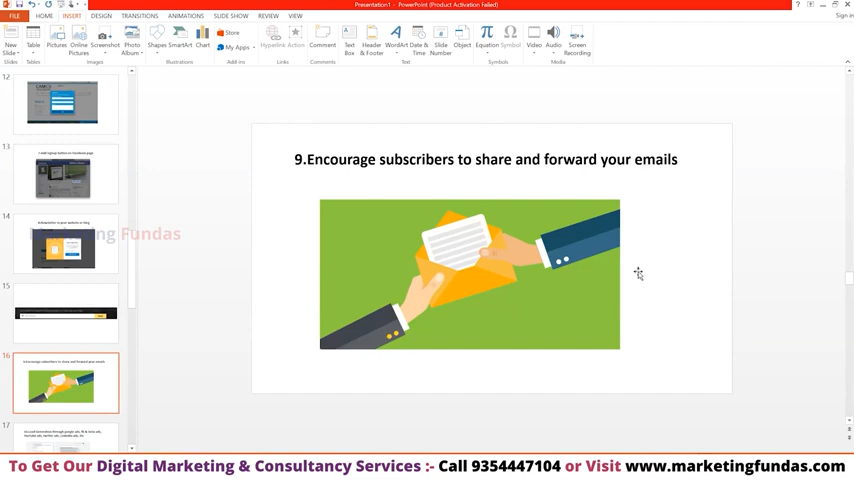 Presentation1 - PowerPoint (Product Activation Failed)
Sign in
FILE HOME INSERT DESIGN TRANSITIONS ANIMATIONS SLIDE SHOW REVIEW VIEW
New Slide
Table
Pictures
Online Pictures
Screenshot
Photo Album
Shapes
SmartArt
Chart
Store
My Apps
Hyperlink
Action
Comment
Text Box
Header & Footer
WordArt
Date & Time
Slide Number
Object
Equation
Symbol
Video
Audio
Screen Recording
Slides Tables Images Illustrations Add-ins Links Comments Text Symbols Media
12
13
14
15
16
9.Encourage subscribers to share and forward your emails
17
Fundas
9.Encourage subscribers to share and forward your emails
To Get Our Digital Marketing & Consultancy Services :- Call 9354447104 or Visit www.marketingfundas.com